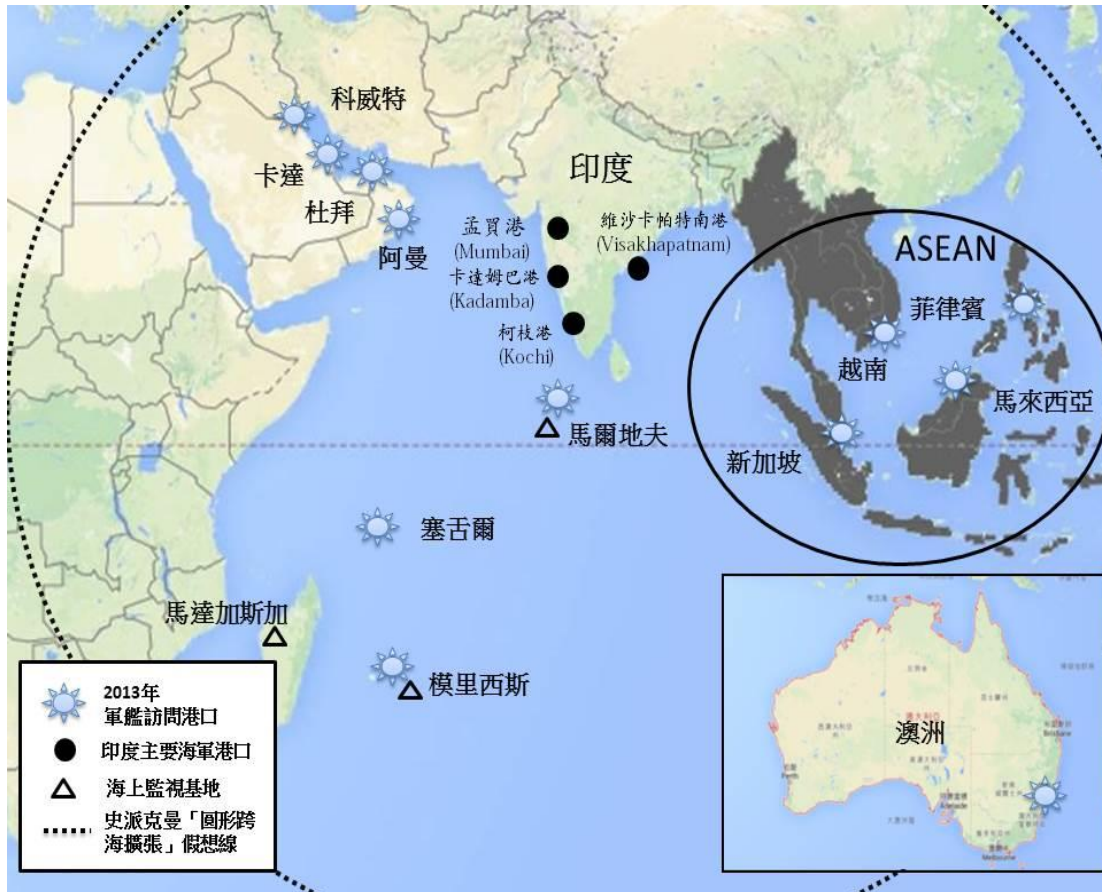 科威特
卡達
杜拜
阿曼
印度
孟買港
(Mumbai)
卡達姆巴港
(Kadamba)
柯枝港
(Kochi)
維沙卡帕特南港
(Visakhapatnam)
ASEAN
菲律賓
越南
馬來西亞
新加坡
馬爾地夫
塞舌爾
馬達加斯加
模里西斯
2013年
軍艦訪問港口
印度主要海軍港口
海上監視基地
史派克曼「圓形跨
海擴張」假想線
澳洲
Brisbane
Perth
Adelaide
Melbourne